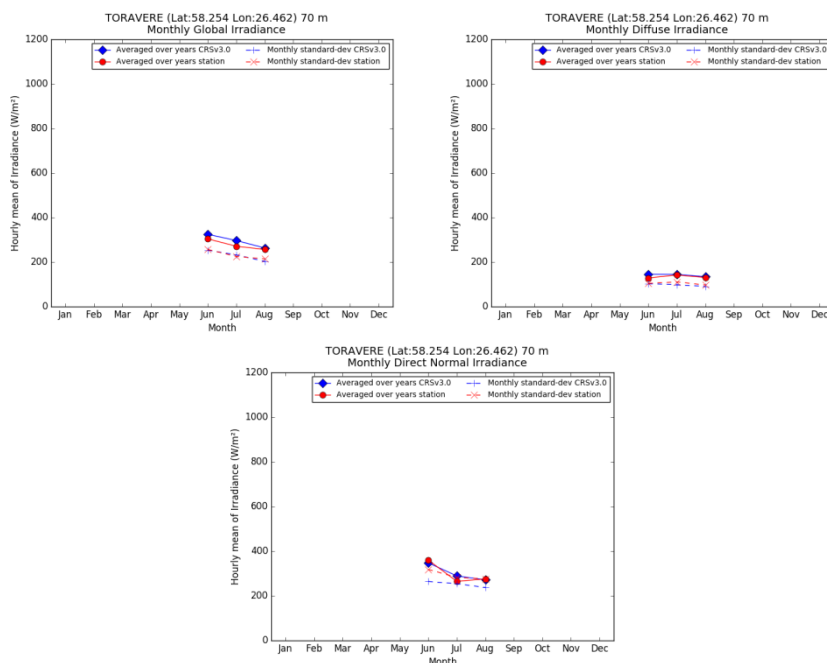 TORAVERE (Lat:58.254 Lon:26.462) 70 m
Monthly Global Irradiance
Averaged over years CRSv3.0
Averaged over years station
Monthly standard-dev CRSv3.0
Monthly standard-dev station
Hourly mean of Irradiance (W/m²)
1200
1000
800
600
400
200
0
Jan Feb Mar Apr May Jun Jul Aug Sep Oct Nov Dec
Month
TORAVERE (Lat:58.254 Lon:26.462) 70 m
Monthly Diffuse Irradiance
Averaged over years CRSv3.0
Averaged over years station
Monthly standard-dev CRSv3.0
Monthly standard-dev station
Hourly mean of Irradiance (W/m²)
1200
1000
800
600
400
200
0
Jan Feb Mar Apr May Jun Jul Aug Sep Oct Nov Dec
Month
TORAVERE (Lat:58.254 Lon:26.462) 70 m
Monthly Direct Normal Irradiance
Averaged over years CRSv3.0
Averaged over years station
Monthly standard-dev CRSv3.0
Monthly standard-dev station
Hourly mean of Irradiance (W/m²)
1200
1000
800
600
400
200
0
Jan Feb Mar Apr May Jun Jul Aug Sep Oct Nov Dec
Month